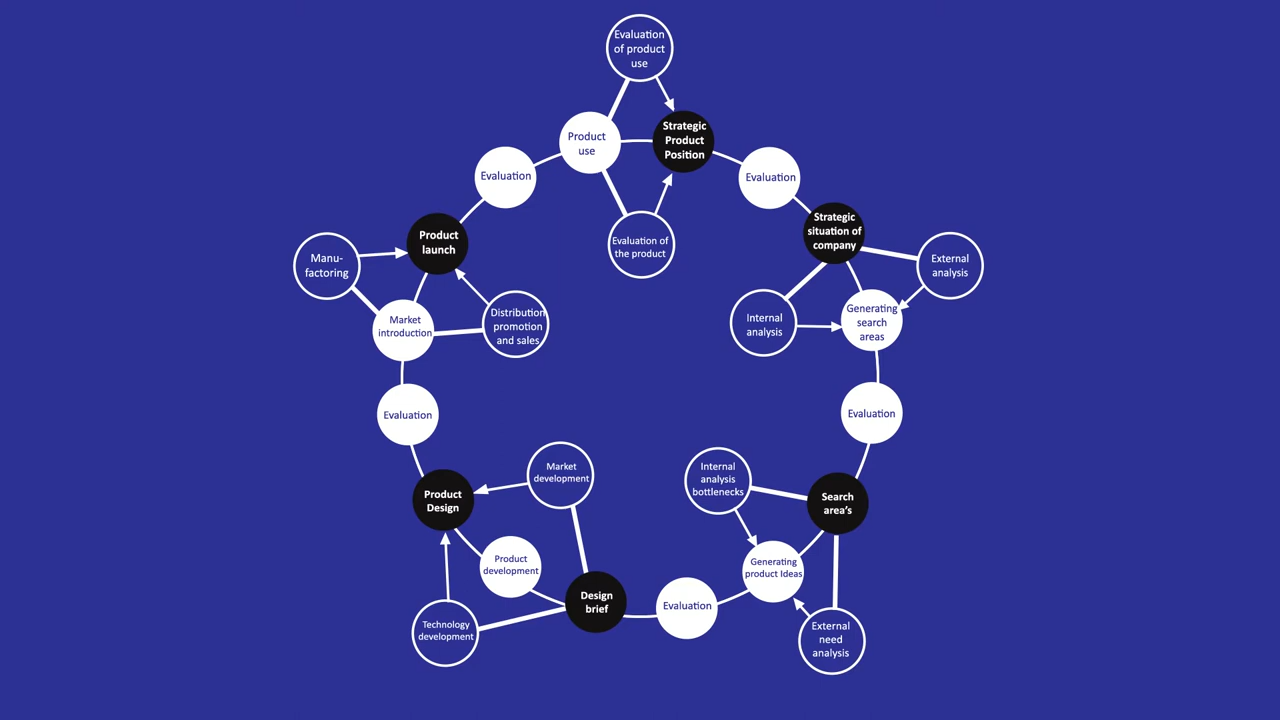 Evaluation
of product
use
Product
use
Strategic
Product
Position
Evaluation
Evaluation
Evaluation of
the product
Strategic
situation of
company
Product
launch
Manu-
factoring
External
analysis
Distribution
promotion
and sales
Market
introduction
Internal
analysis
Generating
search
areas
Evaluation
Evaluation
Market
development
Internal
analysis
bottlenecks
Product
Design
Search
area's
Product
development
Generating
product Ideas
Design
brief
Evaluation
Technology
development
External
need
analysis